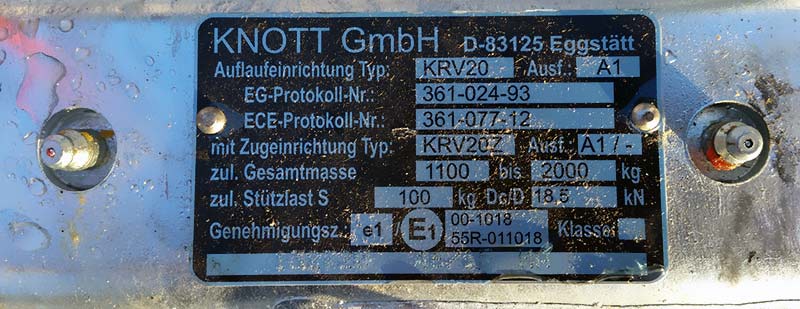 KNOTT GmbH D-83125 Eggstätt
Auflaufeinrichtung Typ: KRV20 Ausf.: A1
EG-Protokoll-Nr.: 361-024-93
ECE-Protokoll-Nr.: 361-077-12
mit Zugeinrichtung Typ: KRV20Z Ausf.: A1 / -
zul. Gesamtmasse 1100 bis 2000 kg
zul. Stützlast S 100 kg Dc/D 18.5 kN
Genehmigungsz. e1 E1 00-1018 Klasse
55R-011018